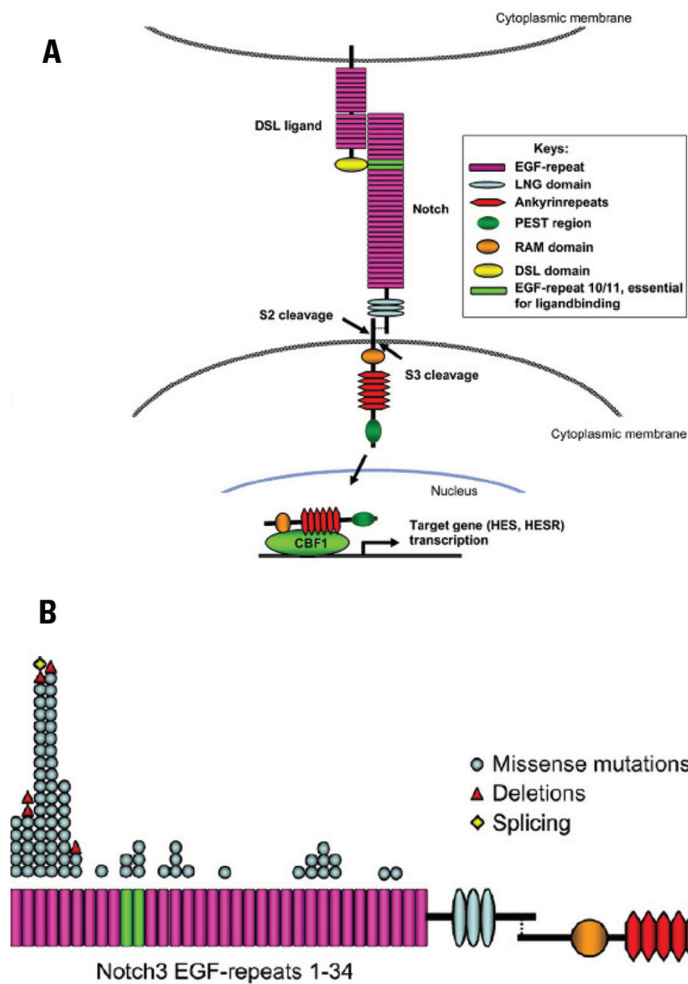 Cytoplasmic membrane
A
DSL ligand
Notch
Keys:
EGF-repeat
LNG domain
Ankyrinrepeats
PEST region
RAM domain
DSL domain
EGF-repeat 10/11, essential
for ligandbinding
S2 cleavage
S3 cleavage
Cytoplasmic membrane
Nucleus
CBF1
Target gene (HES, HESR)
transcription
B
Missense mutations
Deletions
Splicing
Notch3 EGF-repeats 1-34